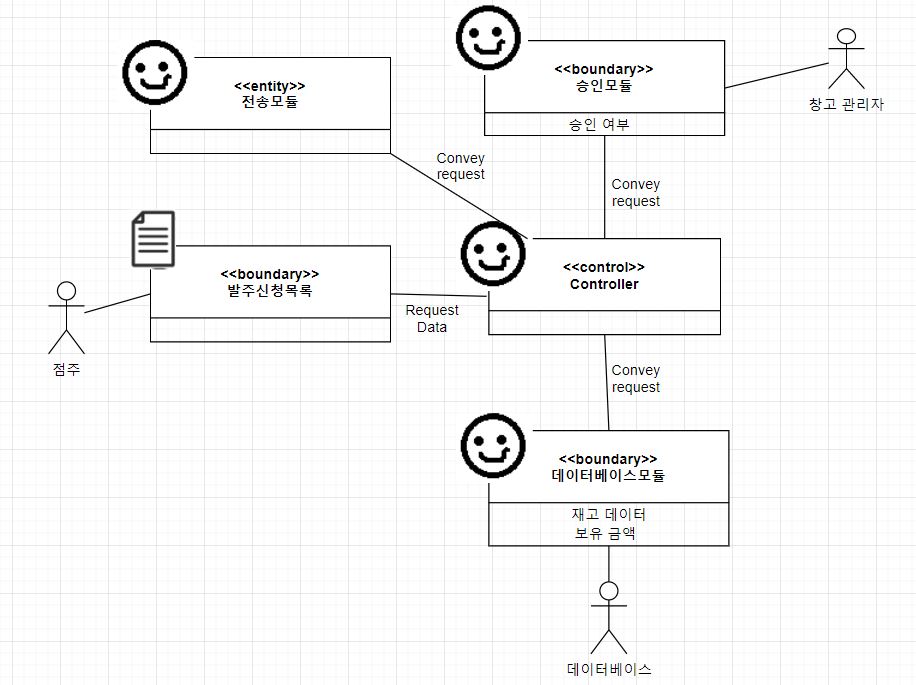 <<entity>>
전송모듈
<<boundary>>
승인모듈
승인 여부
창고 관리자
Convey
request
Convey
request
<<boundary>>
발주신청목록
<<control>>
Controller
점주
Request
Data
Convey
request
<<boundary>>
데이터베이스모듈
재고 데이터
보유 금액
데이터베이스